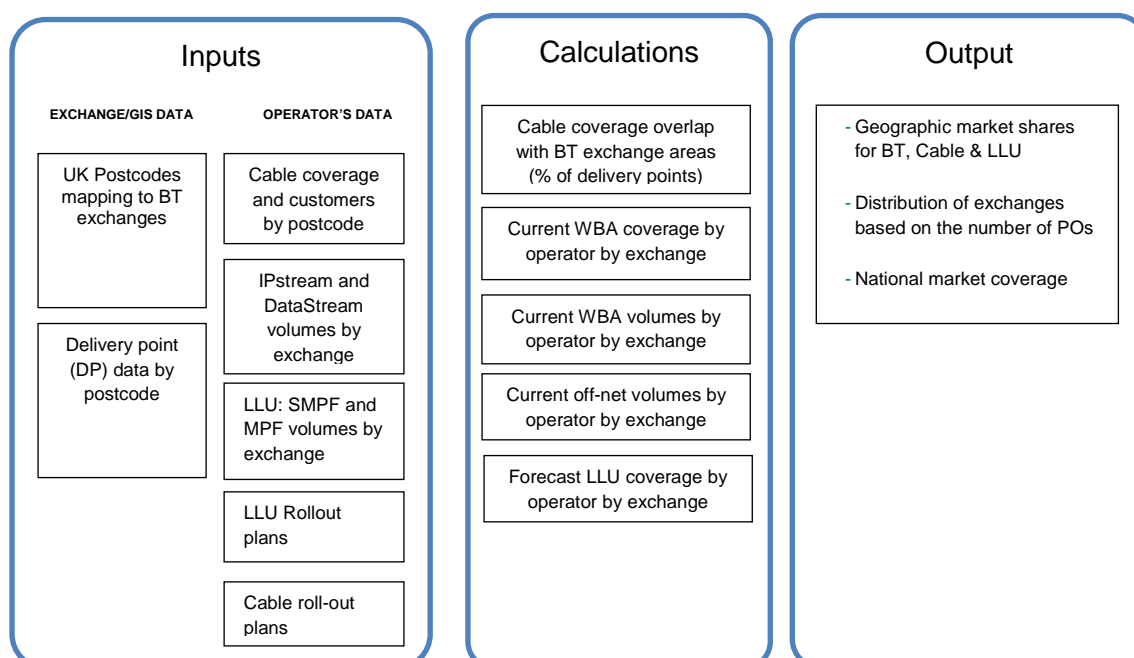 Inputs
EXCHANGE/GIS DATA
UK Postcodes
mapping to BT
exchanges
Delivery point
(DP) data by
postcode
OPERATOR'S DATA
Cable coverage
and customers
by postcode
IPstream and
DataStream
volumes by
exchange
LLU: SMPF and
MPF volumes by
exchange
LLU Rollout
plans
Cable roll-out
plans
Calculations
Cable coverage overlap
with BT exchange areas
(% of delivery points)
Current WBA coverage by
operator by exchange
Current WBA volumes by
operator by exchange
Current off-net volumes by
operator by exchange
Forecast LLU coverage by
operator by exchange
Output
- Geographic market shares
for BT, Cable & LLU
- Distribution of exchanges
based on the number of POs
- National market coverage